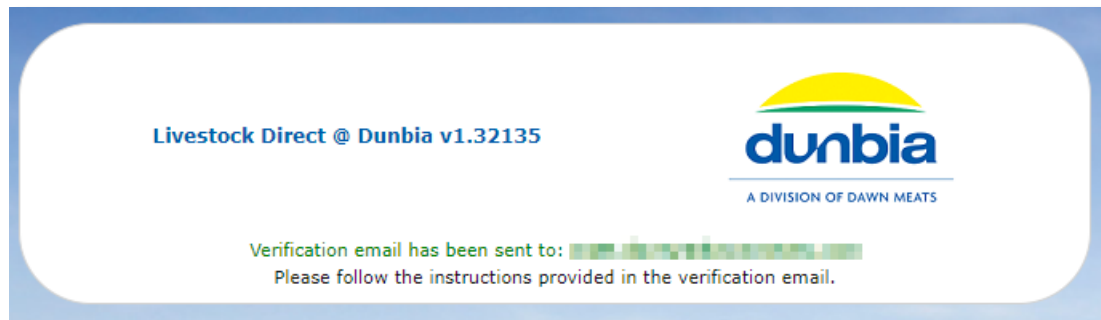 Livestock Direct @ Dunbia v1.32135
dunbia
A DIVISION OF DAWN MEATS
Verification email has been sent to:
Please follow the instructions provided in the verification email.